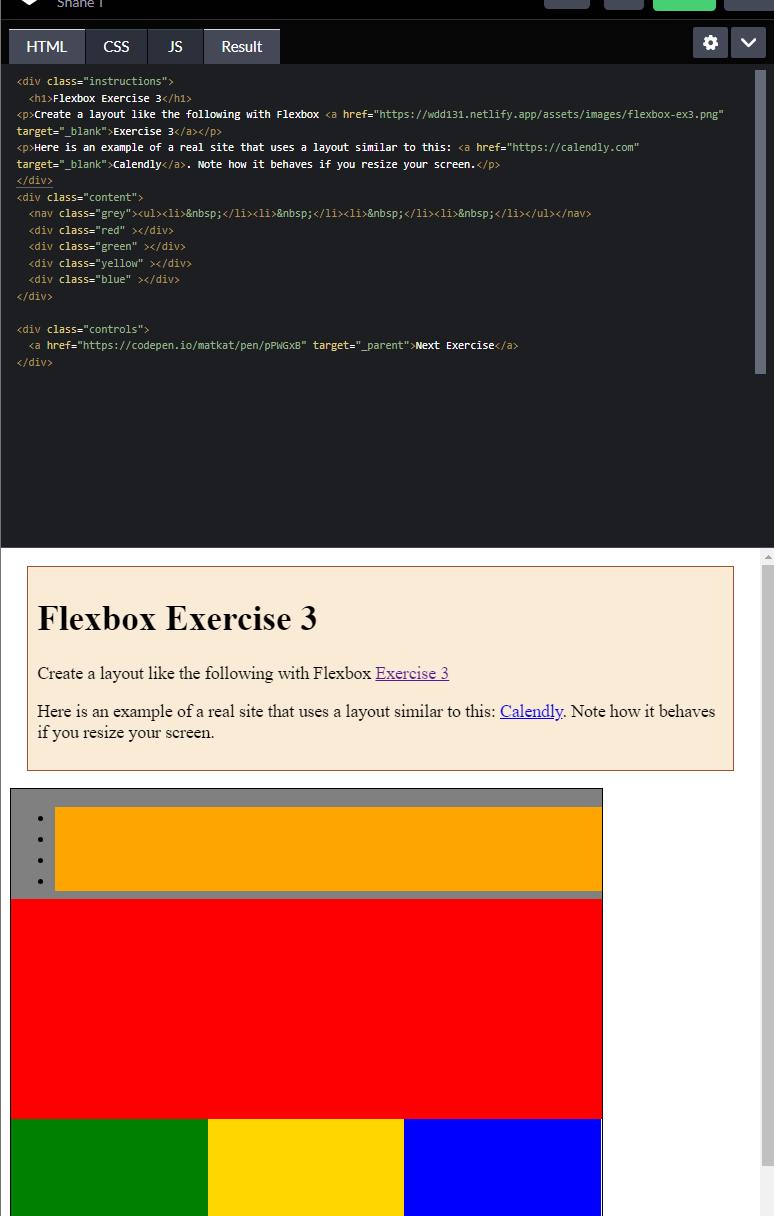 Shane T
HTML CSS JS Result
<div class="instructions">
<h1>Flexbox Exercise 3</h1>
<p>Create a layout like the following with Flexbox <a href="https://wdd131.netlify.app/assets/images/flexbox-ex3.png"
target="_blank">Exercise 3</a></p>
<p>Here is an example of a real site that uses a layout similar to this: <a href="https://calendly.com"
target="_blank">Calendly</a>. Note how it behaves if you resize your screen.</p>
</div>
<div class="content">
<nav class="grey"><ul><li>&nbsp;</li><li>&nbsp;</li><li>&nbsp;</li><li>&nbsp;</li></ul></nav>
<div class="red" ></div>
<div class="green" ></div>
<div class="yellow" ></div>
<div class="blue" ></div>
</div>
<div class="controls">
<a href="https://codepen.io/matkat/pen/pPWGxB" target="_parent">Next Exercise</a>
</div>
Flexbox Exercise 3
Create a layout like the following with Flexbox Exercise 3
Here is an example of a real site that uses a layout similar to this: Calendly. Note how it behaves
if you resize your screen.